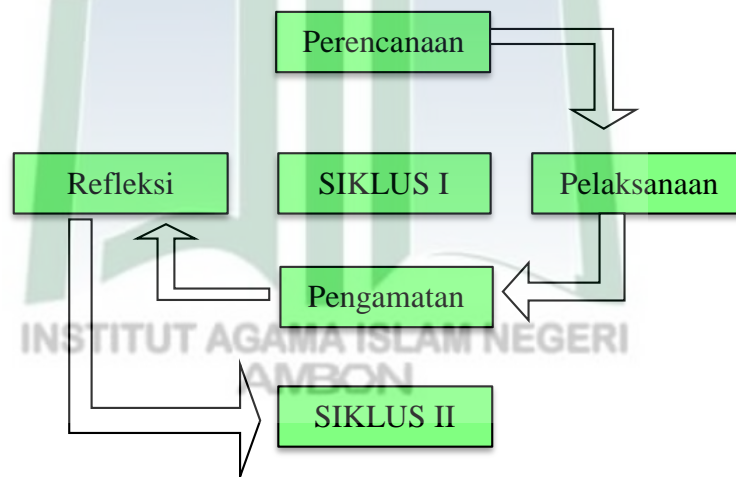 Perencanaan
Refleksi
SIKLUS I
Pelaksanaan
Pengamatan
INSTITUT AGAMA ISLAM NEGERI
AMBON
SIKLUS II